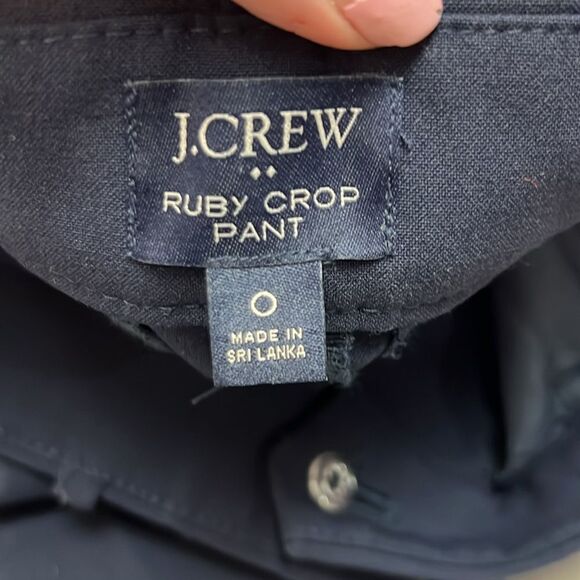 J.CREW
RUBY CROP
PANT
0
MADE IN
SRI LANKA